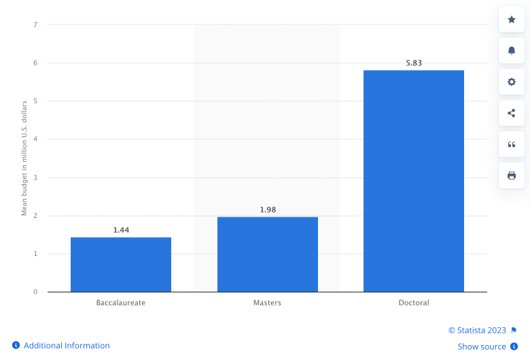 7
6
5
4
3
2
1
0
Mean budget in million U.S. dollars
1.44
1.98
5.83
Baccalaureate
Masters
Doctoral
© Statista 2023
Additional Information
Show source